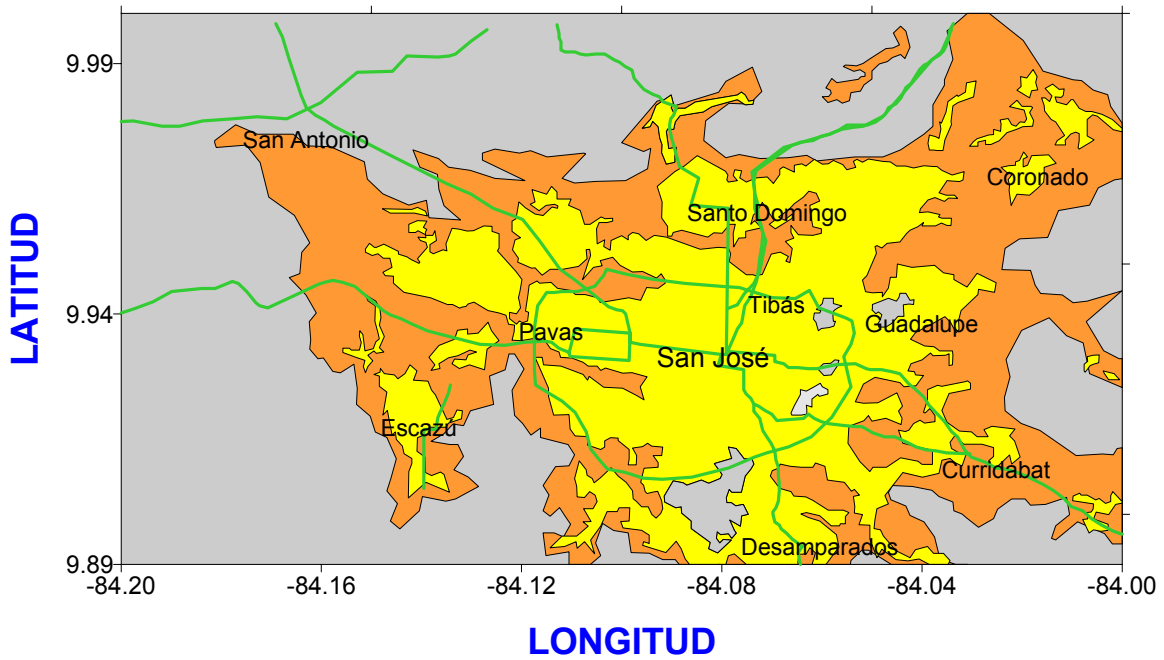 9.99
San Antonio
Coronado
Santo Domingo
LATITUD
9.94
Tibás
Guadalupe
Pavas
San José
Escazú
Curridabat
Desamparados
9.89
-84.20
-84.16
-84.12
-84.08
-84.04
-84.00
LONGITUD